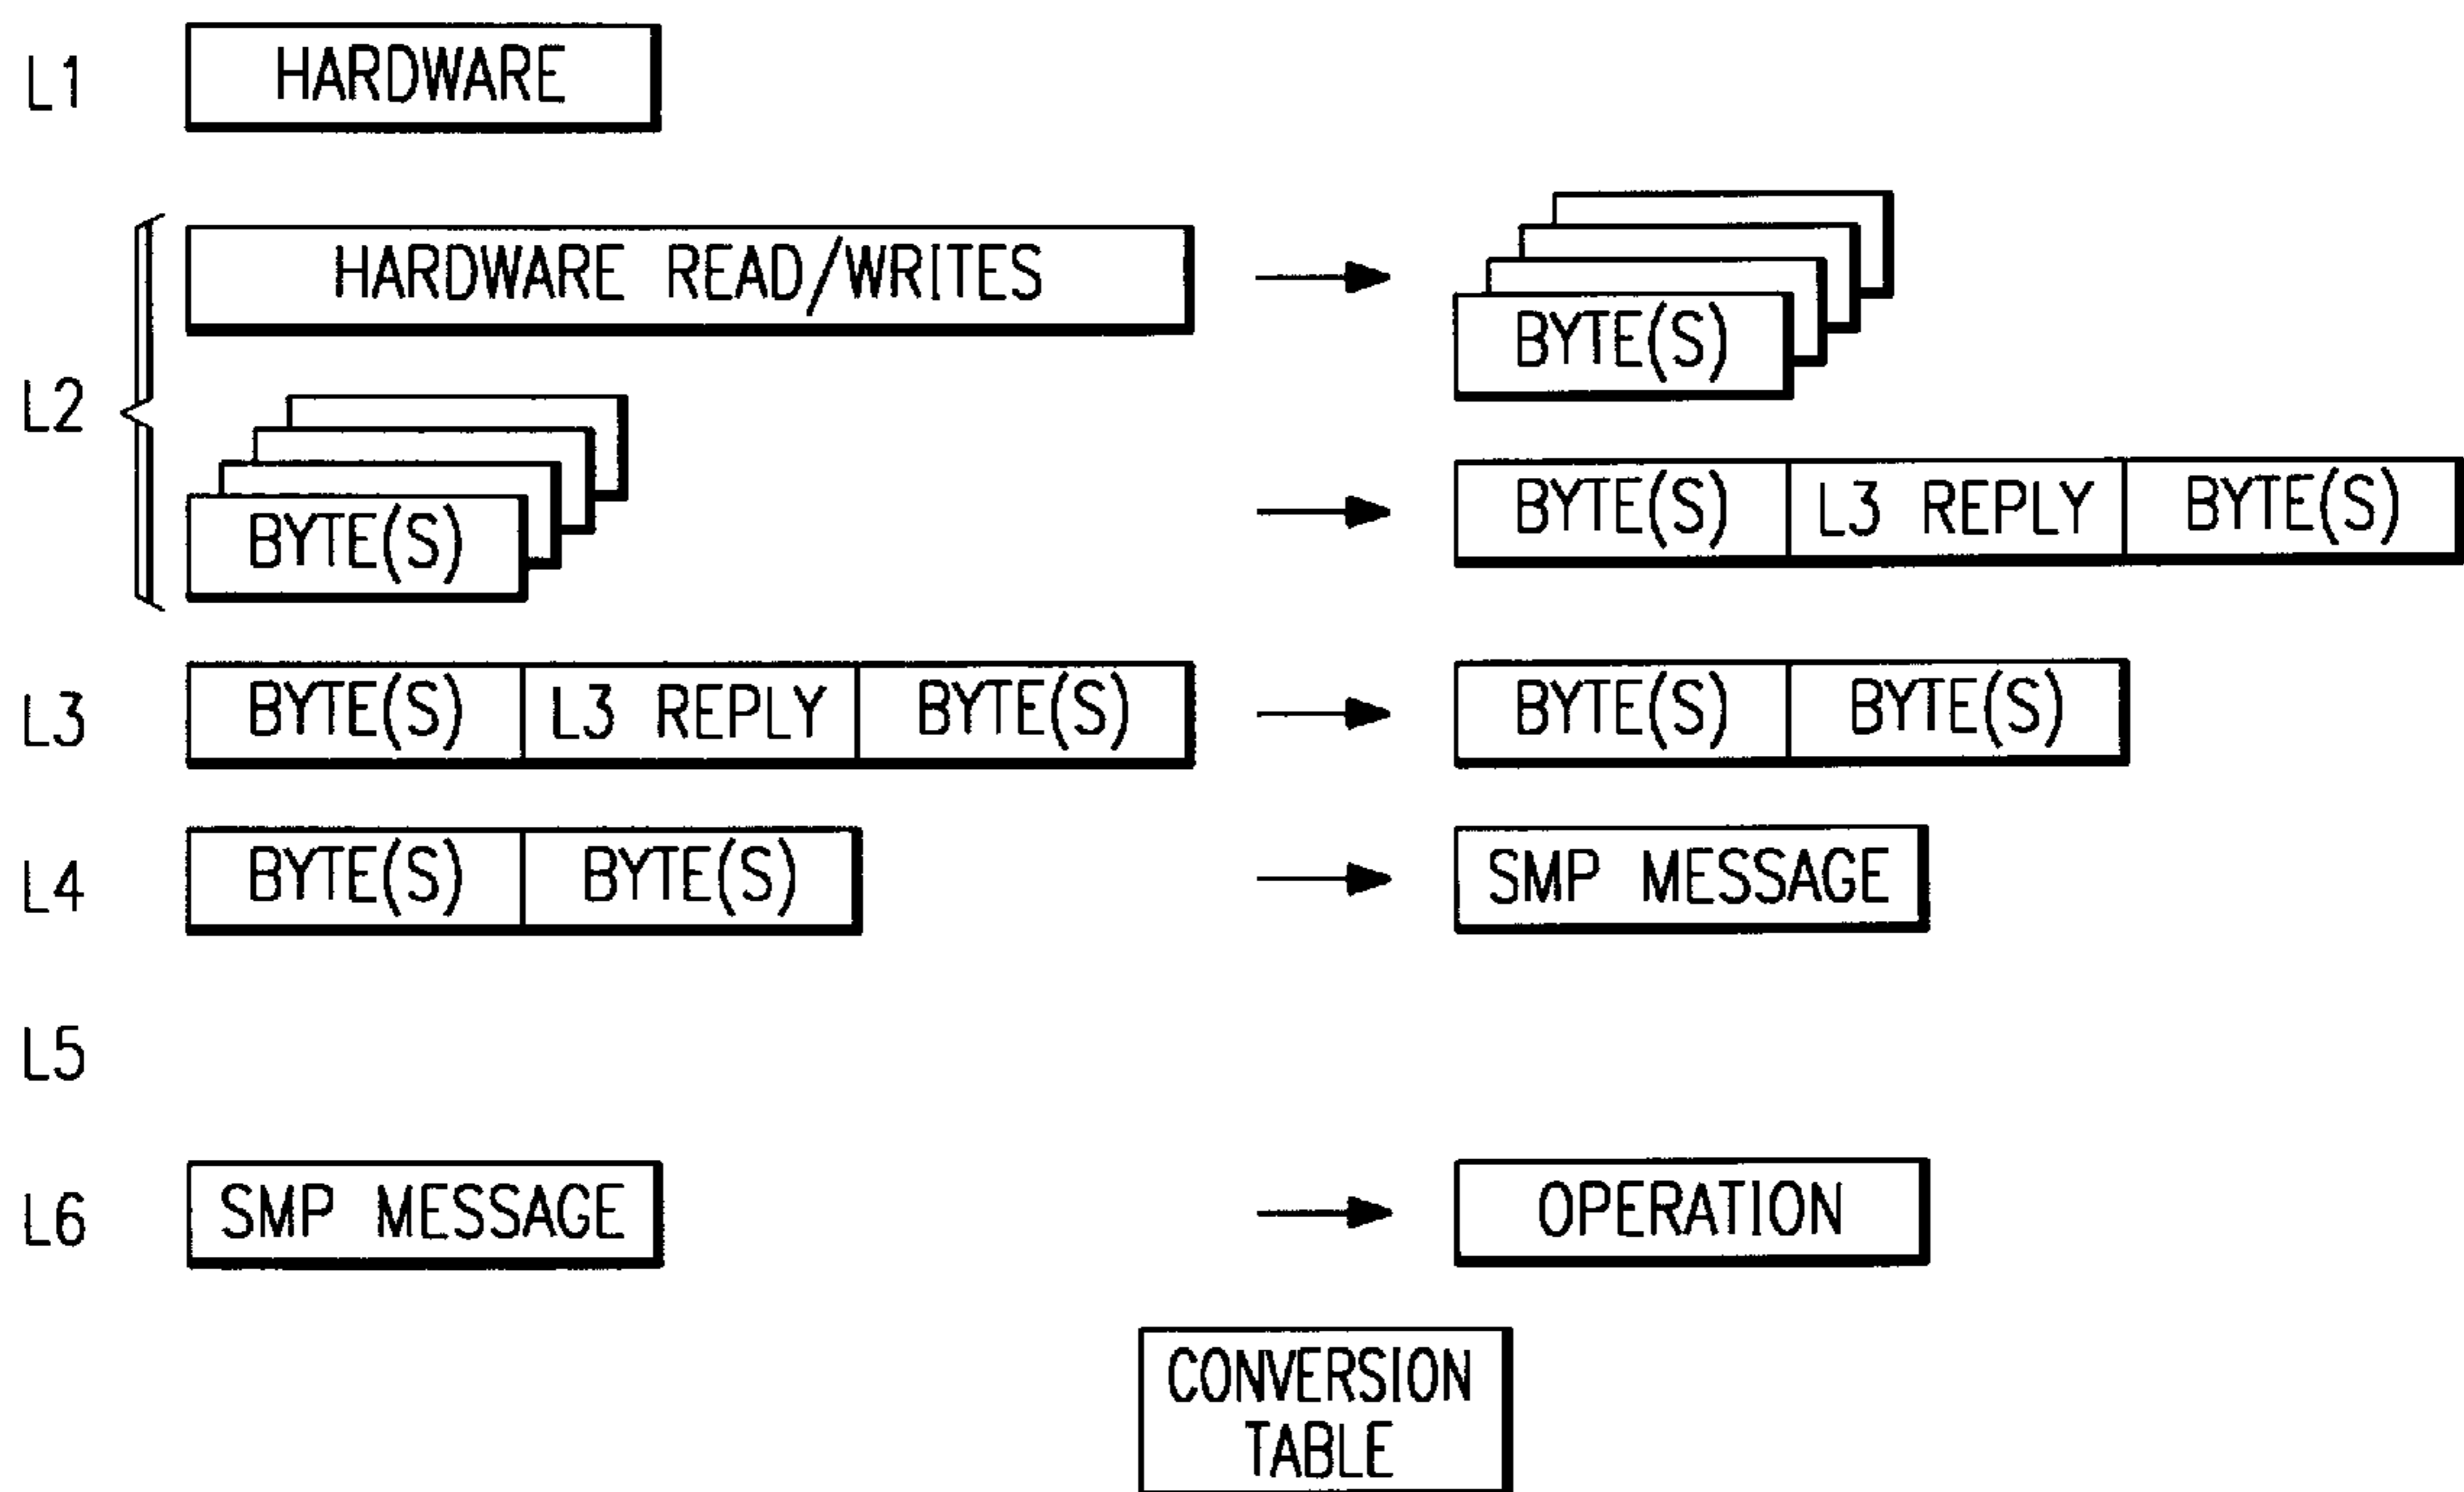 L1 HARDWARE
L2 HARDWARE READ/WRITES BYTE(S)
BYTE(S) BYTE(S) L3 REPLY BYTE(S)
L3 BYTE(S) L3 REPLY BYTE(S) BYTE(S) BYTE(S)
L4 BYTE(S) BYTE(S) SMP MESSAGE
L5
L6 SMP MESSAGE OPERATION
CONVERSION
TABLE